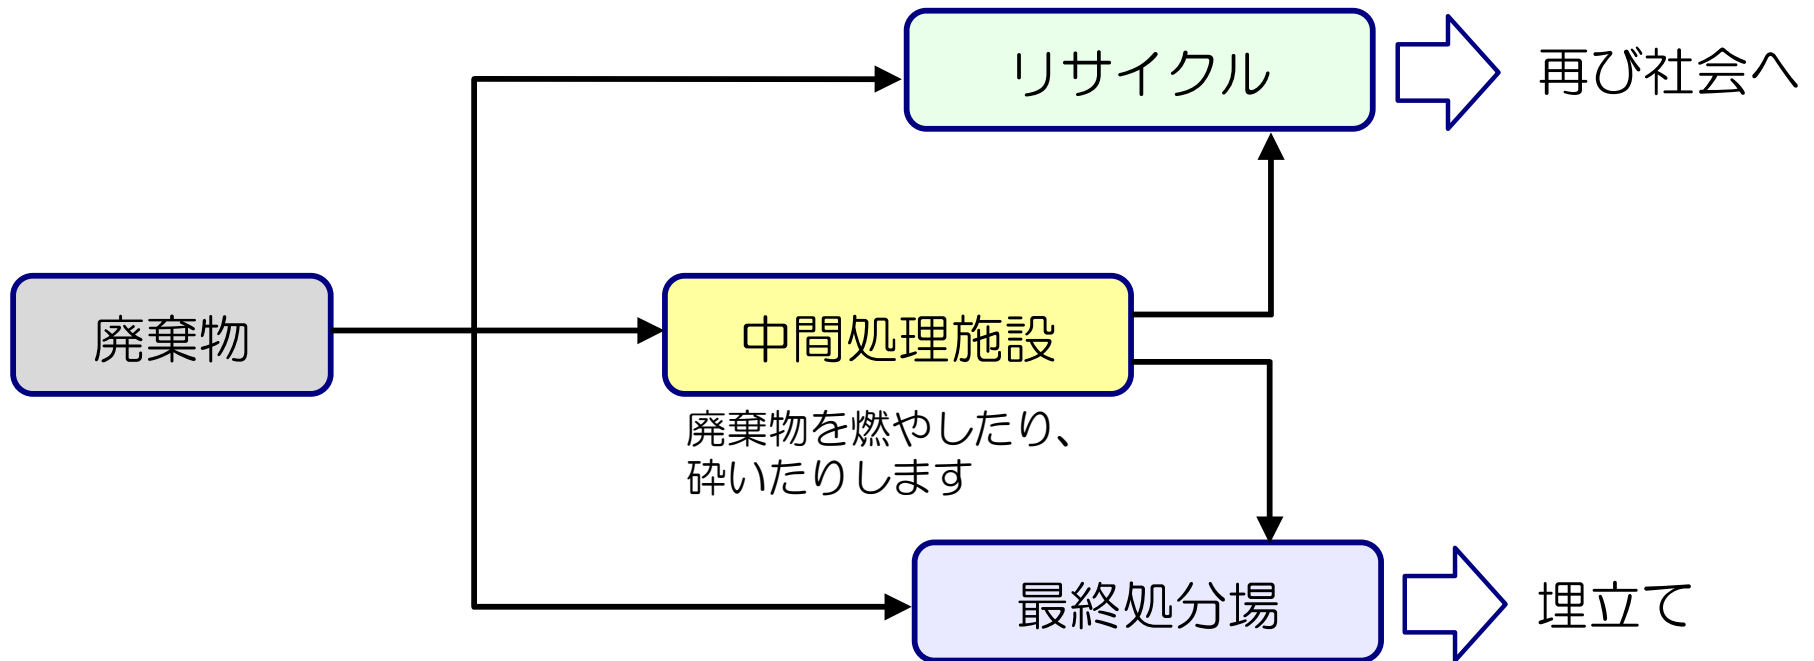 リサイクル
再び社会へ
廃棄物
中間処理施設
廃棄物を燃やしたり、
砕いたりします
最終処分場
埋立て